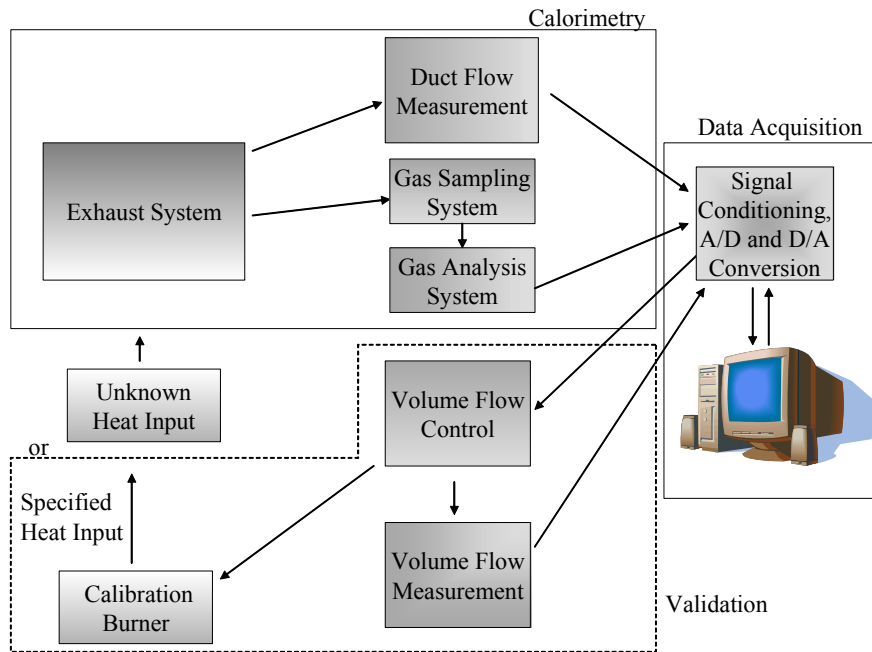 Calorimetry
Duct Flow
Measurement
Data Acquisition
Exhaust System
Gas Sampling
System
Signal
Conditioning,
A/D and D/A
Conversion
Gas Analysis
System
Unknown
Heat Input
Volume Flow
Control
or
Specified
Heat Input
Volume Flow
Measurement
Calibration
Burner
Validation